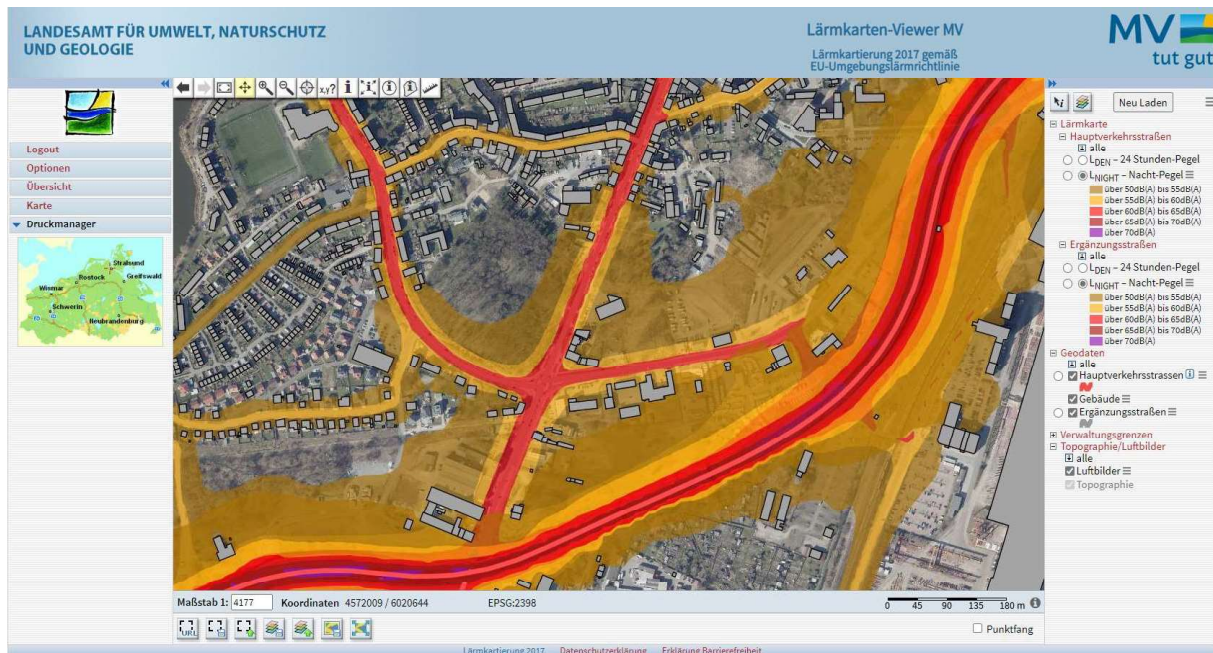 LANDESAMT FÜR UMWELT, NATURSCHUTZ
UND GEOLOGIE
Lärmkarten-Viewer MV
Lärmkartierung 2017 gemäß
EU-Umgebungslärmrichtlinie
MV
tut gut
Logout
Optionen
Übersicht
Karte
Druckmanager
Stralsund
Rostock
Greifswald
Wismar
Schwerin
Neubrandenburg
x,y?
Neu Laden
Lärmkarte
Hauptverkehrsstraßen
alle
LDEN - 24 Stunden-Pegel
LNIGHT - Nacht-Pegel
über 50dB(A) bis 55dB(A)
über 55dB(A) bis 60dB(A)
über 60dB(A) bis 65dB(A)
über 65dB(A) bis 70dB(A)
über 70dB(A)
Ergänzungsstraßen
alle
LDEN - 24 Stunden-Pegel
LNIGHT - Nacht-Pegel
über 50dB(A) bis 55dB(A)
über 55dB(A) bis 60dB(A)
über 60dB(A) bis 65dB(A)
über 65dB(A) bis 70dB(A)
über 70dB(A)
Geodaten
alle
Hauptverkehrsstrassen
Gebäude
Ergänzungsstraßen
Verwaltungsgrenzen
Topographie/Luftbilder
alle
Luftbilder
Topographie
Maßstab 1: 4177 Koordinaten 4572009 / 6020644 EPSG:2398
0 45 90 135 180 m
URL
Punktfang
Lärmkartierung 2017 Datenschutzerklärung Erklärung Barrierefreiheit